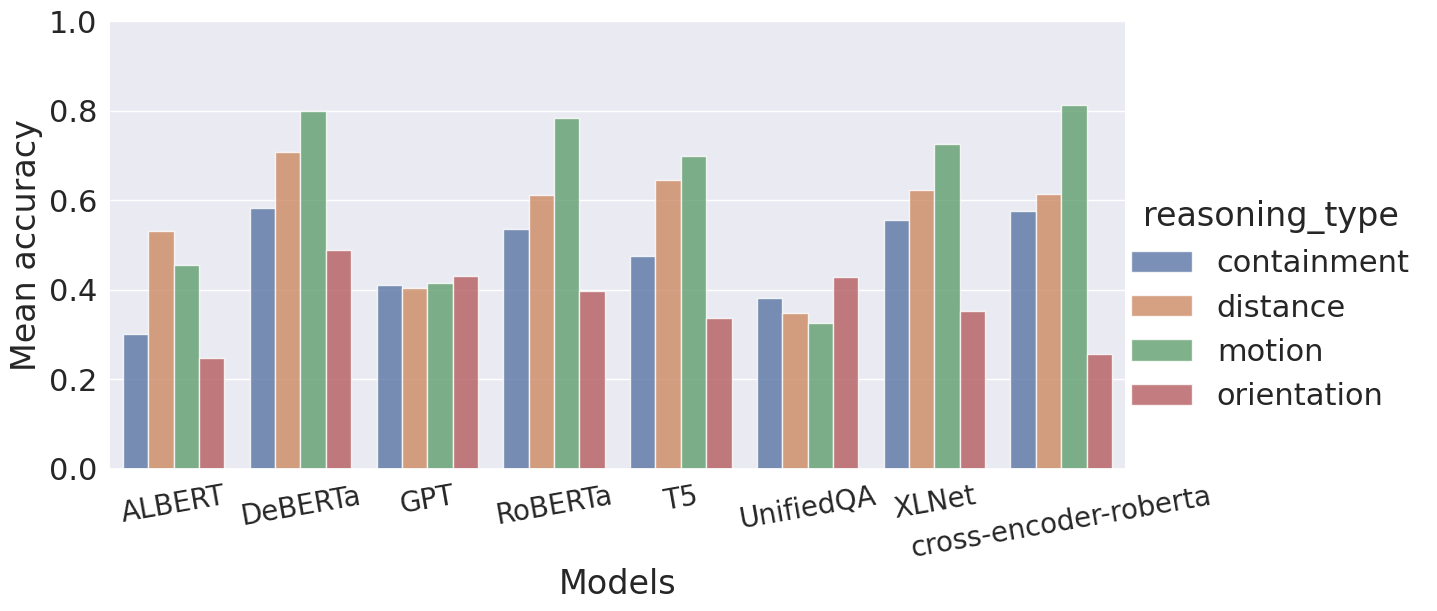 1.0
0.8
0.6
0.4
0.2
0.0
Mean accuracy
ALBERT
DeBERTa
GPT
RoBERTa
T5
UnifiedQA
XLNet
cross-encoder-roberta
Models
reasoning_type
containment
distance
motion
orientation